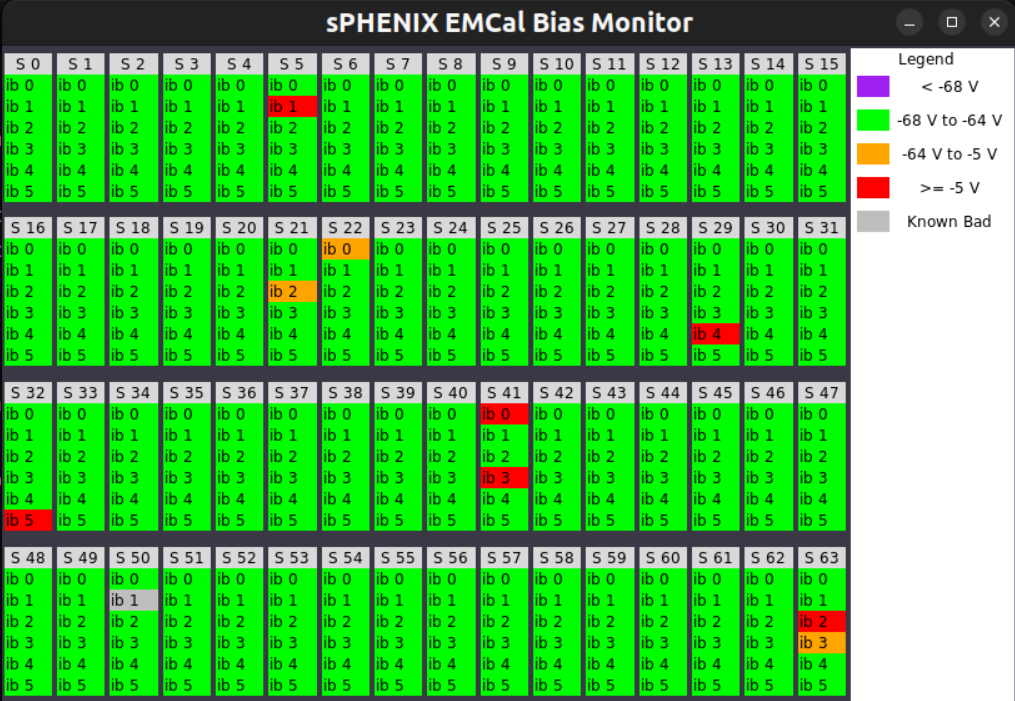 sPHENIX EMCal Bias Monitor
S 0 S 1 S 2 S 3 S 4 S 5 S 6 S 7 S 8 S 9 S 10 S 11 S 12 S 13 S 14 S 15
ib 0 ib 0 ib 0 ib 0 ib 0 ib 0 ib 0 ib 0 ib 0 ib 0 ib 0 ib 0 ib 0 ib 0 ib 0 ib 0
ib 1 ib 1 ib 1 ib 1 ib 1 ib 1 ib 1 ib 1 ib 1 ib 1 ib 1 ib 1 ib 1 ib 1 ib 1 ib 1
ib 2 ib 2 ib 2 ib 2 ib 2 ib 2 ib 2 ib 2 ib 2 ib 2 ib 2 ib 2 ib 2 ib 2 ib 2 ib 2
ib 3 ib 3 ib 3 ib 3 ib 3 ib 3 ib 3 ib 3 ib 3 ib 3 ib 3 ib 3 ib 3 ib 3 ib 3 ib 3
ib 4 ib 4 ib 4 ib 4 ib 4 ib 4 ib 4 ib 4 ib 4 ib 4 ib 4 ib 4 ib 4 ib 4 ib 4 ib 4
ib 5 ib 5 ib 5 ib 5 ib 5 ib 5 ib 5 ib 5 ib 5 ib 5 ib 5 ib 5 ib 5 ib 5 ib 5 ib 5
S 16 S 17 S 18 S 19 S 20 S 21 S 22 S 23 S 24 S 25 S 26 S 27 S 28 S 29 S 30 S 31
ib 0 ib 0 ib 0 ib 0 ib 0 ib 0 ib 0 ib 0 ib 0 ib 0 ib 0 ib 0 ib 0 ib 0 ib 0 ib 0
ib 1 ib 1 ib 1 ib 1 ib 1 ib 1 ib 1 ib 1 ib 1 ib 1 ib 1 ib 1 ib 1 ib 1 ib 1 ib 1
ib 2 ib 2 ib 2 ib 2 ib 2 ib 2 ib 2 ib 2 ib 2 ib 2 ib 2 ib 2 ib 2 ib 2 ib 2 ib 2
ib 3 ib 3 ib 3 ib 3 ib 3 ib 3 ib 3 ib 3 ib 3 ib 3 ib 3 ib 3 ib 3 ib 3 ib 3 ib 3
ib 4 ib 4 ib 4 ib 4 ib 4 ib 4 ib 4 ib 4 ib 4 ib 4 ib 4 ib 4 ib 4 ib 4 ib 4 ib 4
ib 5 ib 5 ib 5 ib 5 ib 5 ib 5 ib 5 ib 5 ib 5 ib 5 ib 5 ib 5 ib 5 ib 5 ib 5 ib 5
S 32 S 33 S 34 S 35 S 36 S 37 S 38 S 39 S 40 S 41 S 42 S 43 S 44 S 45 S 46 S 47
ib 0 ib 0 ib 0 ib 0 ib 0 ib 0 ib 0 ib 0 ib 0 ib 0 ib 0 ib 0 ib 0 ib 0 ib 0 ib 0
ib 1 ib 1 ib 1 ib 1 ib 1 ib 1 ib 1 ib 1 ib 1 ib 1 ib 1 ib 1 ib 1 ib 1 ib 1 ib 1
ib 2 ib 2 ib 2 ib 2 ib 2 ib 2 ib 2 ib 2 ib 2 ib 2 ib 2 ib 2 ib 2 ib 2 ib 2 ib 2
ib 3 ib 3 ib 3 ib 3 ib 3 ib 3 ib 3 ib 3 ib 3 ib 3 ib 3 ib 3 ib 3 ib 3 ib 3 ib 3
ib 4 ib 4 ib 4 ib 4 ib 4 ib 4 ib 4 ib 4 ib 4 ib 4 ib 4 ib 4 ib 4 ib 4 ib 4 ib 4
ib 5 ib 5 ib 5 ib 5 ib 5 ib 5 ib 5 ib 5 ib 5 ib 5 ib 5 ib 5 ib 5 ib 5 ib 5 ib 5
S 48 S 49 S 50 S 51 S 52 S 53 S 54 S 55 S 56 S 57 S 58 S 59 S 60 S 61 S 62 S 63
ib 0 ib 0 ib 0 ib 0 ib 0 ib 0 ib 0 ib 0 ib 0 ib 0 ib 0 ib 0 ib 0 ib 0 ib 0 ib 0
ib 1 ib 1 ib 1 ib 1 ib 1 ib 1 ib 1 ib 1 ib 1 ib 1 ib 1 ib 1 ib 1 ib 1 ib 1 ib 1
ib 2 ib 2 ib 2 ib 2 ib 2 ib 2 ib 2 ib 2 ib 2 ib 2 ib 2 ib 2 ib 2 ib 2 ib 2 ib 2
ib 3 ib 3 ib 3 ib 3 ib 3 ib 3 ib 3 ib 3 ib 3 ib 3 ib 3 ib 3 ib 3 ib 3 ib 3 ib 3
ib 4 ib 4 ib 4 ib 4 ib 4 ib 4 ib 4 ib 4 ib 4 ib 4 ib 4 ib 4 ib 4 ib 4 ib 4 ib 4
ib 5 ib 5 ib 5 ib 5 ib 5 ib 5 ib 5 ib 5 ib 5 ib 5 ib 5 ib 5 ib 5 ib 5 ib 5 ib 5
Legend
< -68 V
-68 V to -64 V
-64 V to -5 V
>= -5 V
Known Bad